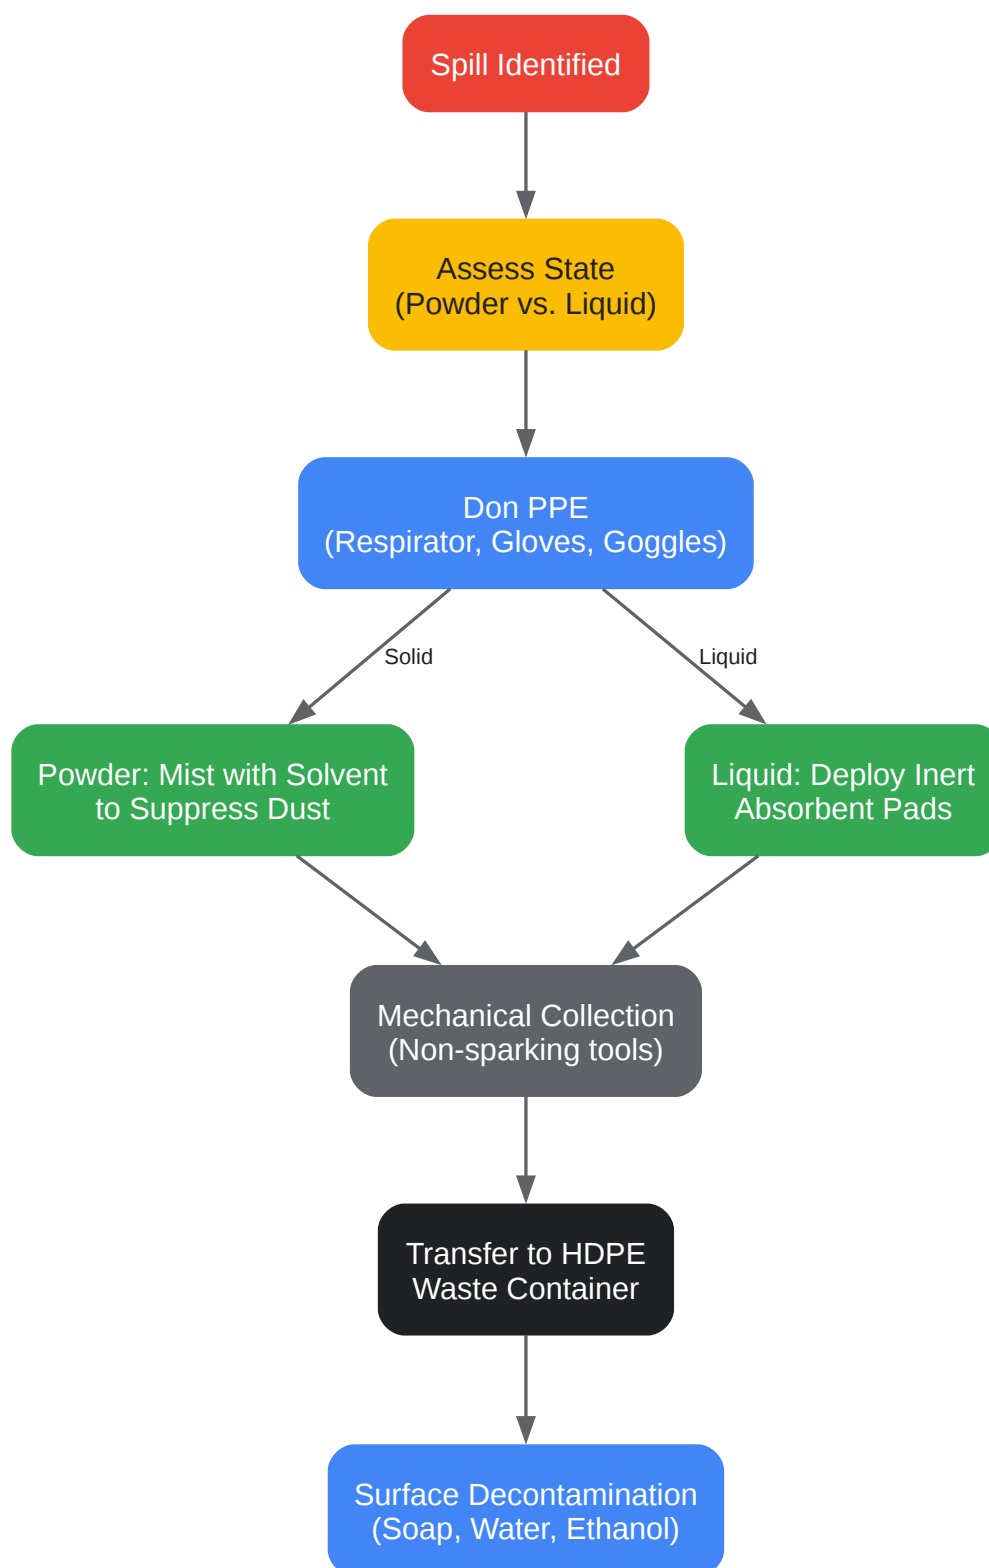 Spill Identified
Assess State
(Powder vs. Liquid)
Don PPE
(Respirator, Gloves, Goggles)
Solid
Liquid
Powder: Mist with Solvent
to Suppress Dust
Liquid: Deploy Inert
Absorbent Pads
Mechanical Collection
(Non-sparking tools)
Transfer to HDPE
Waste Container
Surface Decontamination
(Soap, Water, Ethanol)